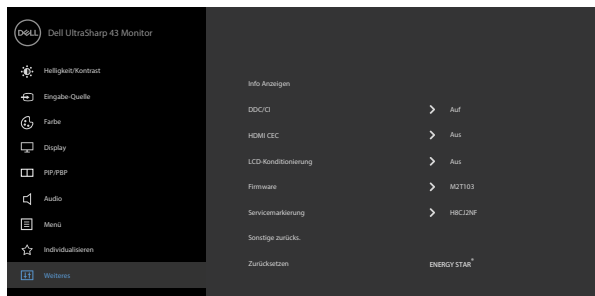 DELL
Dell UltraSharp 43 Monitor
Helligkeit/Kontrast
Eingabe-Quelle
Farbe
Display
PIP/PBP
Audio
Menü
Individualisieren
Weiteres
Info Anzeigen
DDC/CI Auf
HDMI CEC Aus
LCD-Konditionierung Aus
Firmware M2T103
Servicemarkierung H8CJ2NF
Sonstige zurücks.
Zurücksetzen ENERGY STAR®